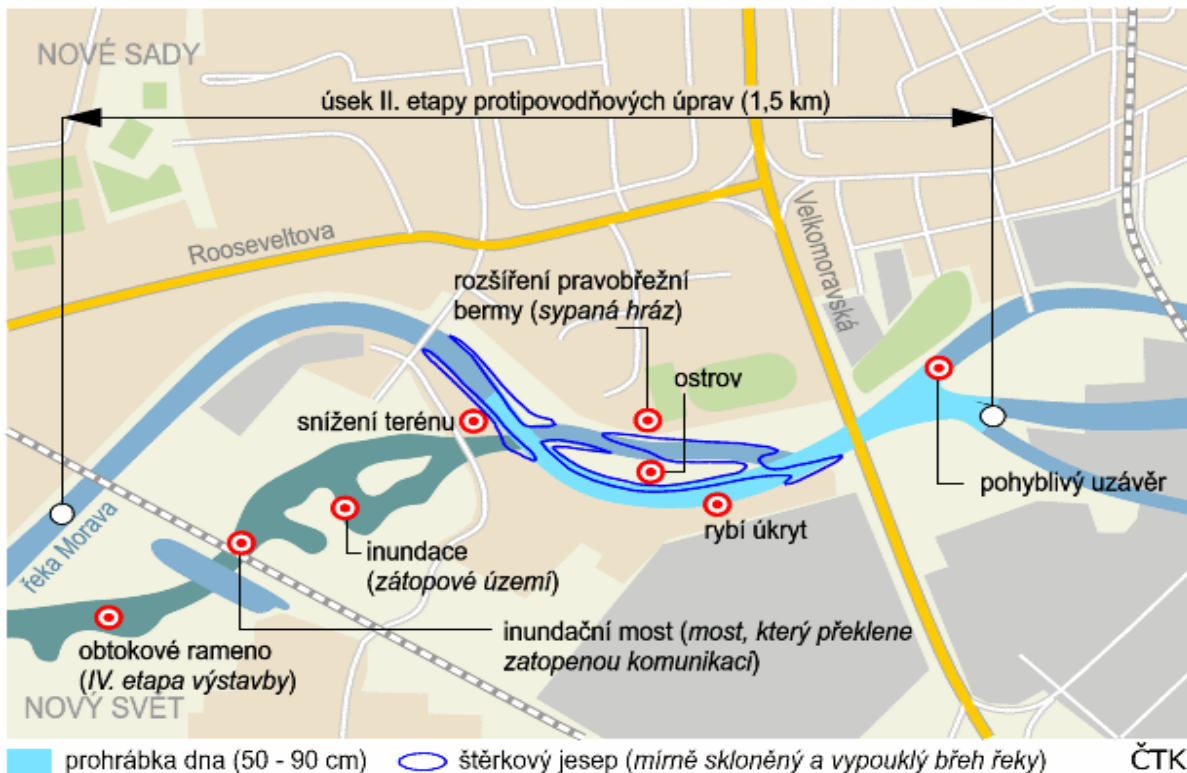 NOVÉ SADY
úsek II. etapy protipovodňových úprav (1,5 km)
Rooseveltova
Velkomoravská
rozšíření pravobřežní
bermy (sypaná hráz)
ostrov
snížení terénu
pohyblivý uzávěr
rybí úkryt
řeka Morava
inundace
(zátopové území)
inundační most (most, který překlene
zatopenou komunikaci)
obtokové rameno
(IV. etapa výstavby)
NOVÝ SVĚT
prohrábka dna (50 - 90 cm)
štěrkový jesep (mírně skloněný a vypouklý břeh řeky)
ČTK